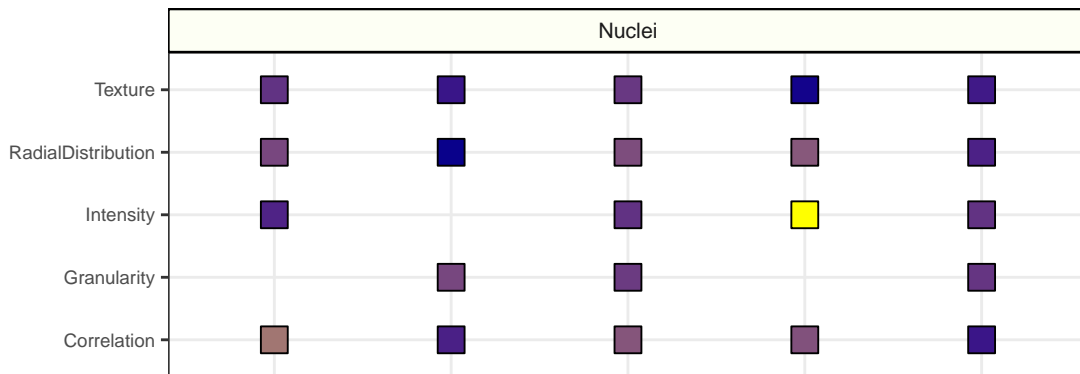 Nuclei
Texture
RadialDistribution
Intensity
Granularity
Correlation